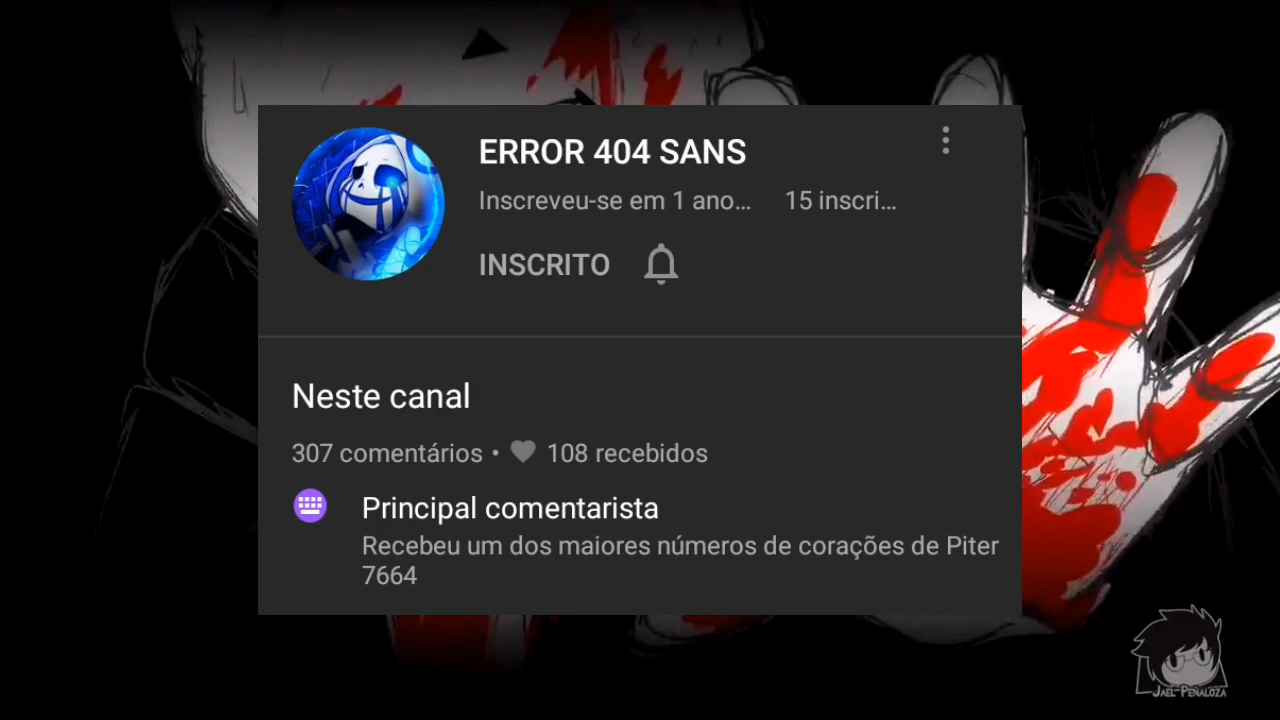 ERROR 404 SANS
Inscreveu-se em 1 ano... 15 inscri...
INSCRITO
Neste canal
307 comentários • 108 recebidos
Principal comentarista
Recebeu um dos maiores números de corações de Piter
7664
JAEL-PEÑALOZA